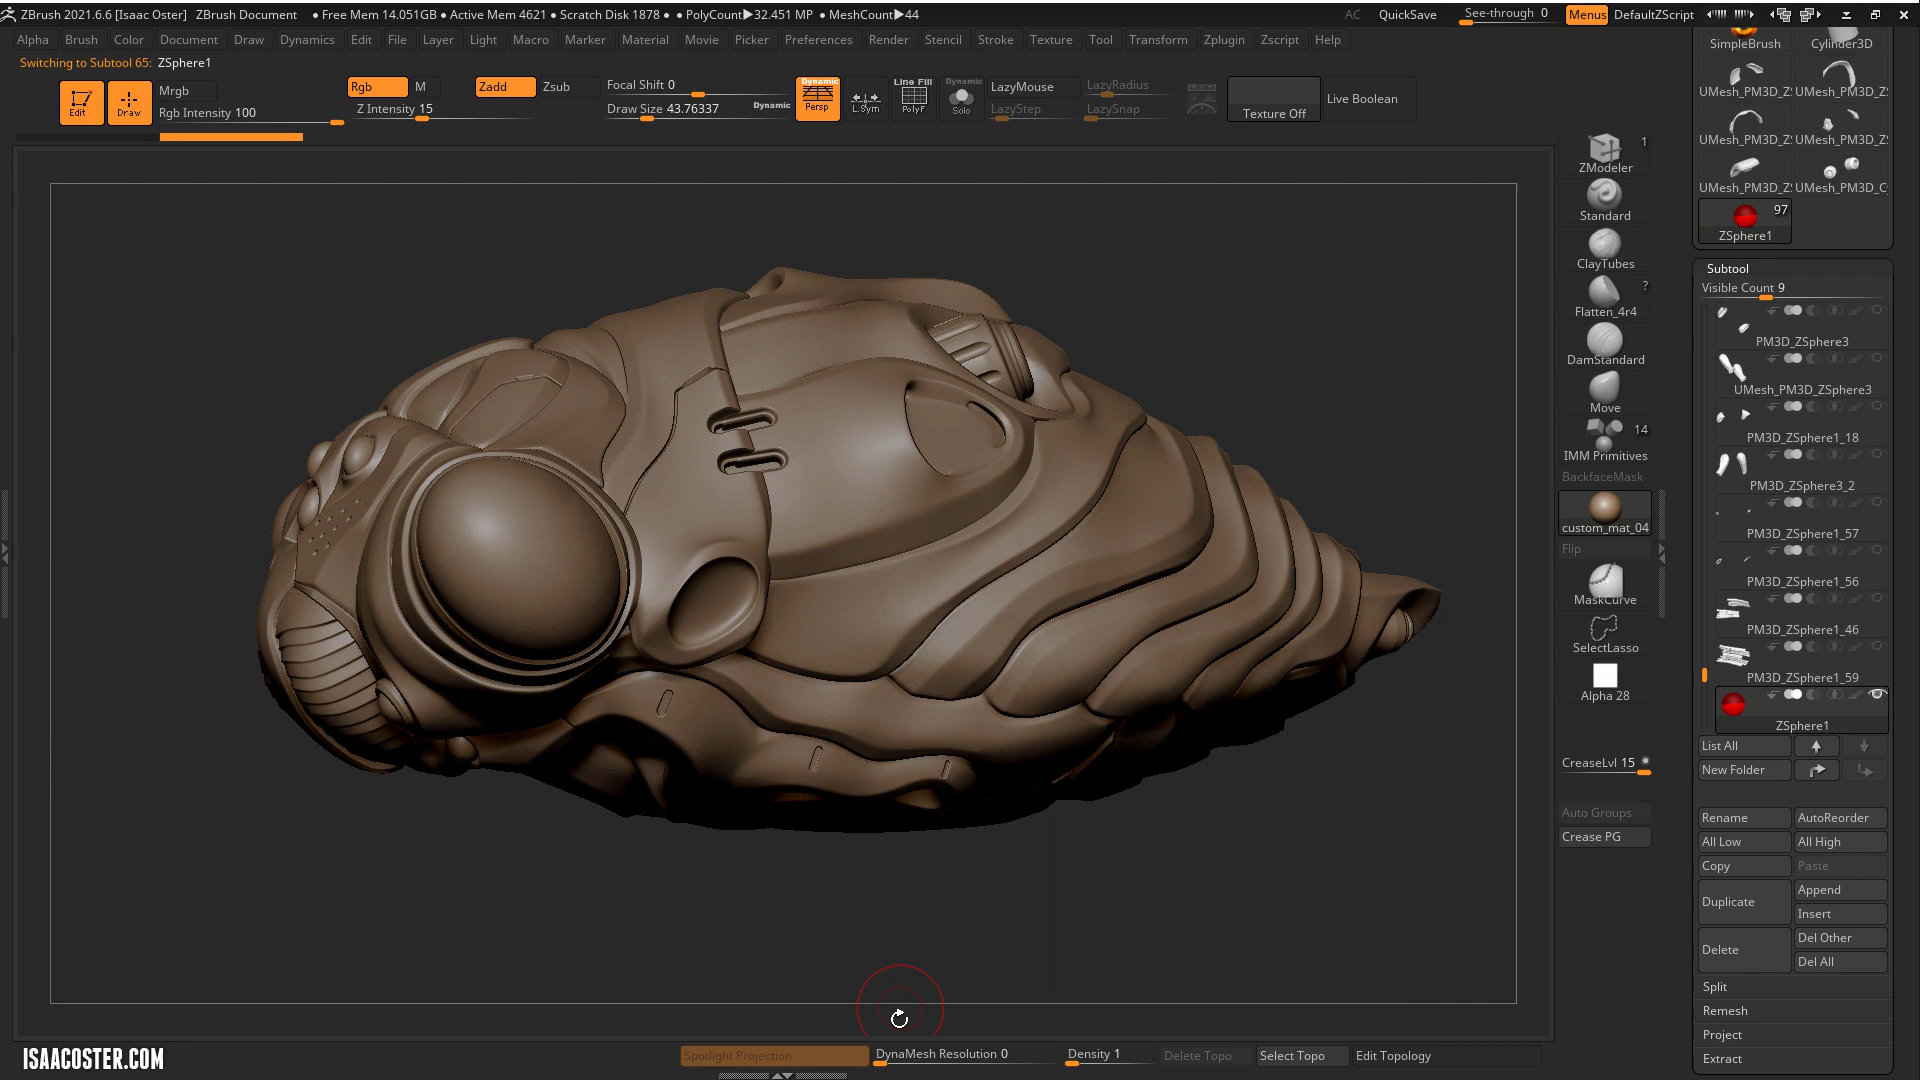 ZBrush 2021.6.6 [Isaac Oster] ZBrush Document ● Free Mem 14.051GB ● Active Mem 4621 ● Scratch Disk 1878 ● ● PolyCount▶32.451 MP ● MeshCount▶44 AC QuickSave See-through 0 Menus DefaultZScript
Alpha Brush Color Document Draw Dynamics Edit File Layer Light Macro Marker Material Movie Picker Preferences Render Stencil Stroke Texture Tool Transform Zplugin Zscript Help
Switching to Subtool 65: ZSphere1
Edit
Draw
Mrgb
Rgb Intensity 100
Rgb M
Z Intensity 15
Zadd Zsub
Focal Shift 0
Draw Size 43.76337 Dynamic
Dynamic
Persp
L.Sym
Line Fill
PolyF
Dynamic
Solo
LazyMouse LazyRadius
LazyStep LazySnap
Texture Off
Live Boolean
1
ZModeler
Standard
ClayTubes
?
Flatten_4r4
DamStandard
Move
14
IMM Primitives
BackfaceMask
custom_mat_04
Flip
MaskCurve
SelectLasso
Alpha 28
CreaseLvl 15
Auto Groups
Crease PG
SimpleBrush Cylinder3D
UMesh_PM3D_Z UMesh_PM3D_Z
UMesh_PM3D_Z UMesh_PM3D_Z
UMesh_PM3D_Z UMesh_PM3D_C
97
ZSphere1
Subtool
Visible Count 9
PM3D_ZSphere3
UMesh_PM3D_ZSphere3
PM3D_ZSphere1_18
PM3D_ZSphere3_2
PM3D_ZSphere1_57
PM3D_ZSphere1_56
PM3D_ZSphere1_46
PM3D_ZSphere1_59
ZSphere1
List All
New Folder
Rename AutoReorder
All Low All High
Copy Paste
Duplicate Append
Insert
Delete Del Other
Del All
Split
Remesh
Project
Extract
ISAACOSTER.COM
Spotlight Projection DynaMesh Resolution 0 Density 1 Delete Topo Select Topo Edit Topology